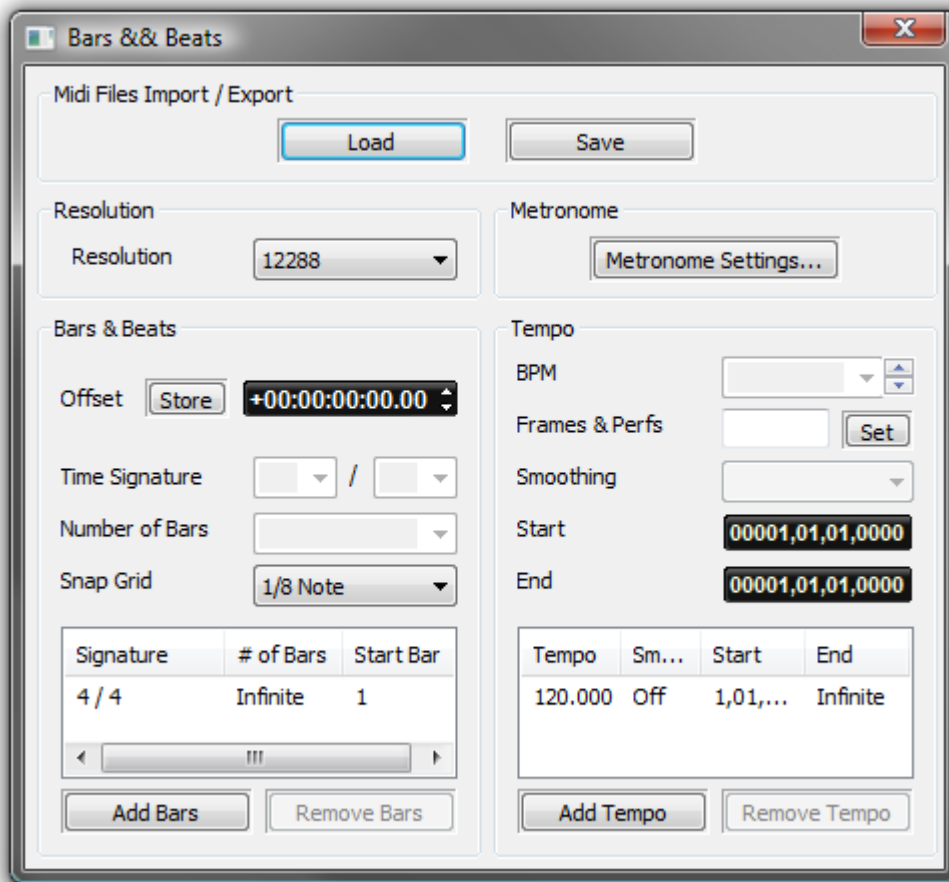 Bars && Beats
Midi Files Import / Export
Load
Save
Resolution
Resolution
12288
Metronome
Metronome Settings...
Bars & Beats
Offset
Store
+00:00:00:00.00
Time Signature
/
Number of Bars
Snap Grid
1/8 Note
Signature # of Bars Start Bar
4 / 4 Infinite 1
Add Bars
Remove Bars
Tempo
BPM
Frames & Perfs
Set
Smoothing
Start
00001,01,01,0000
End
00001,01,01,0000
Tempo Sm... Start End
120.000 Off 1,01,... Infinite
Add Tempo
Remove Tempo